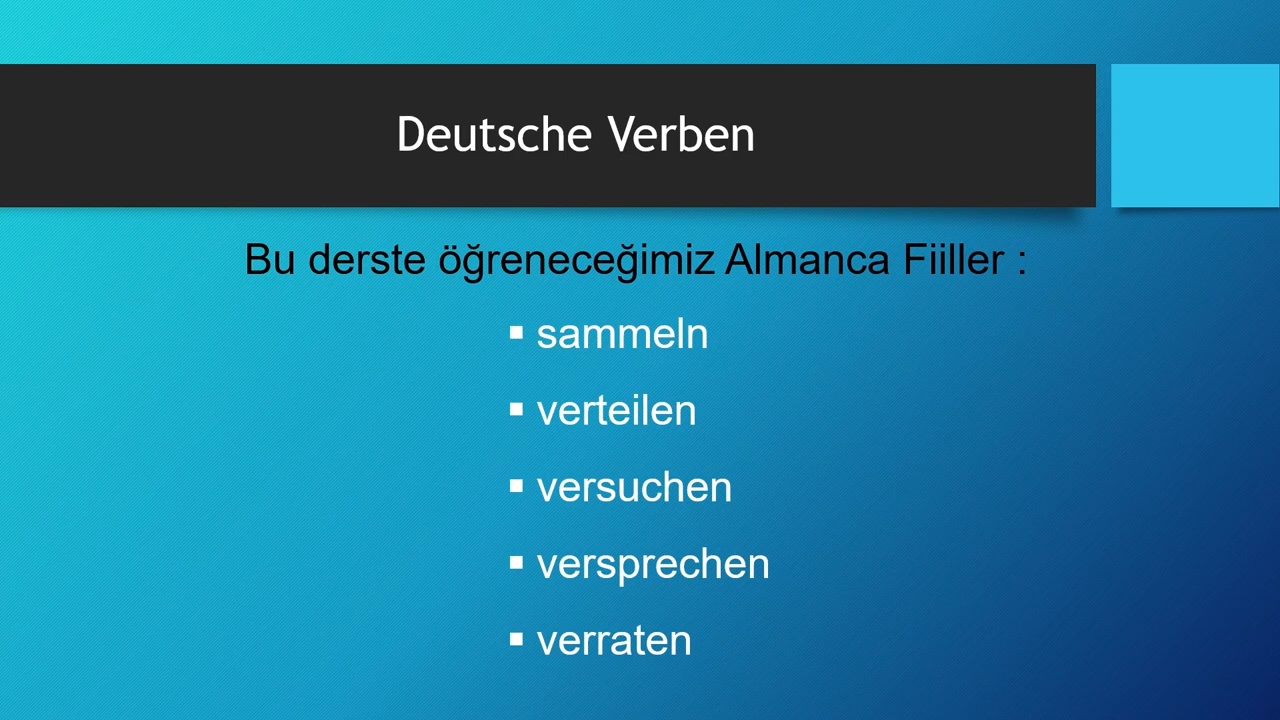 Deutsche Verben
Bu derste öğreneceğimiz Almanca Fiiller :
▪ sammeln
▪ verteilen
▪ versuchen
▪ versprechen
▪ verraten